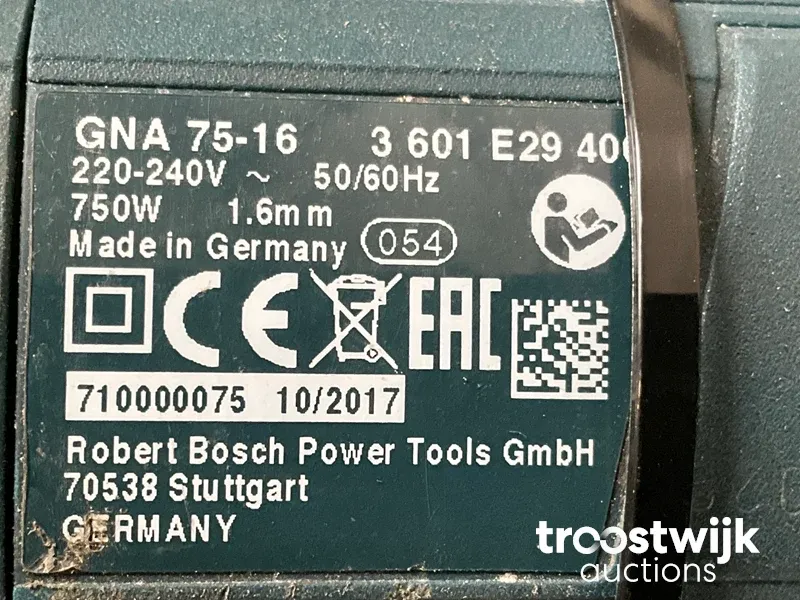 GNA 75-16 3 601 E29 40
220-240V ~ 50/60Hz
750W 1.6mm
Made in Germany 054
CE EAC
710000075 10/2017
Robert Bosch Power Tools GmbH
70538 Stuttgart
GERMANY
troostwijk
auctions